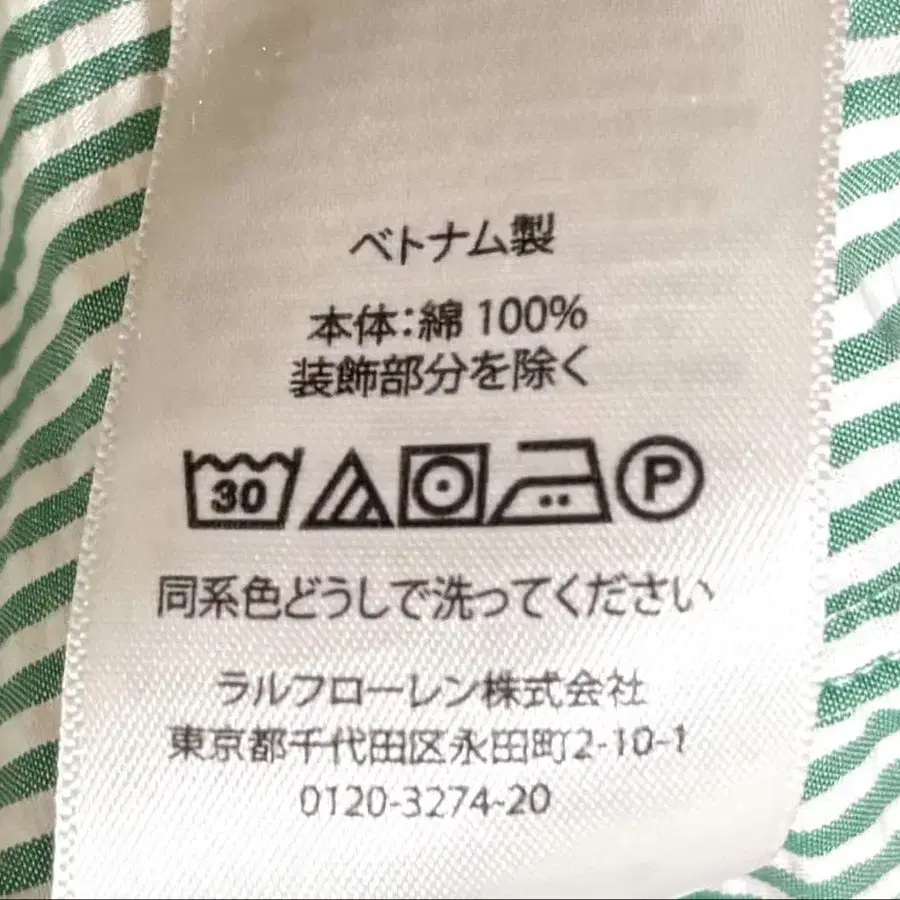 ベトナム製
本体：綿 100%
装飾部分を除く
30 P
同系色どうしで洗ってください
ラルフローレン株式会社
東京都千代田区永田町2-10-1
0120-3274-20